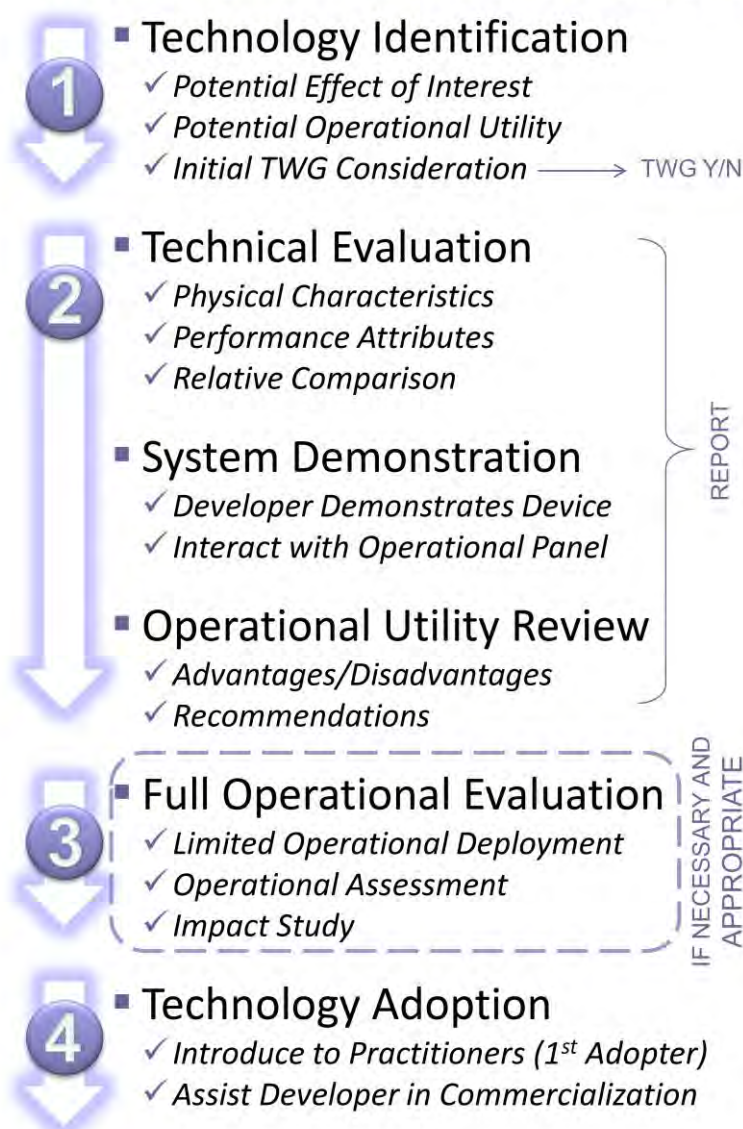 1
▪ Technology Identification
✓ Potential Effect of Interest
✓ Potential Operational Utility
✓ Initial TWG Consideration → TWG Y/N
2
▪ Technical Evaluation
✓ Physical Characteristics
✓ Performance Attributes
✓ Relative Comparison
▪ System Demonstration
✓ Developer Demonstrates Device
✓ Interact with Operational Panel
▪ Operational Utility Review
✓ Advantages/Disadvantages
✓ Recommendations
REPORT
3
▪ Full Operational Evaluation
✓ Limited Operational Deployment
✓ Operational Assessment
✓ Impact Study
IF NECESSARY AND
APPROPRIATE
4
▪ Technology Adoption
✓ Introduce to Practitioners (1st Adopter)
✓ Assist Developer in Commercialization